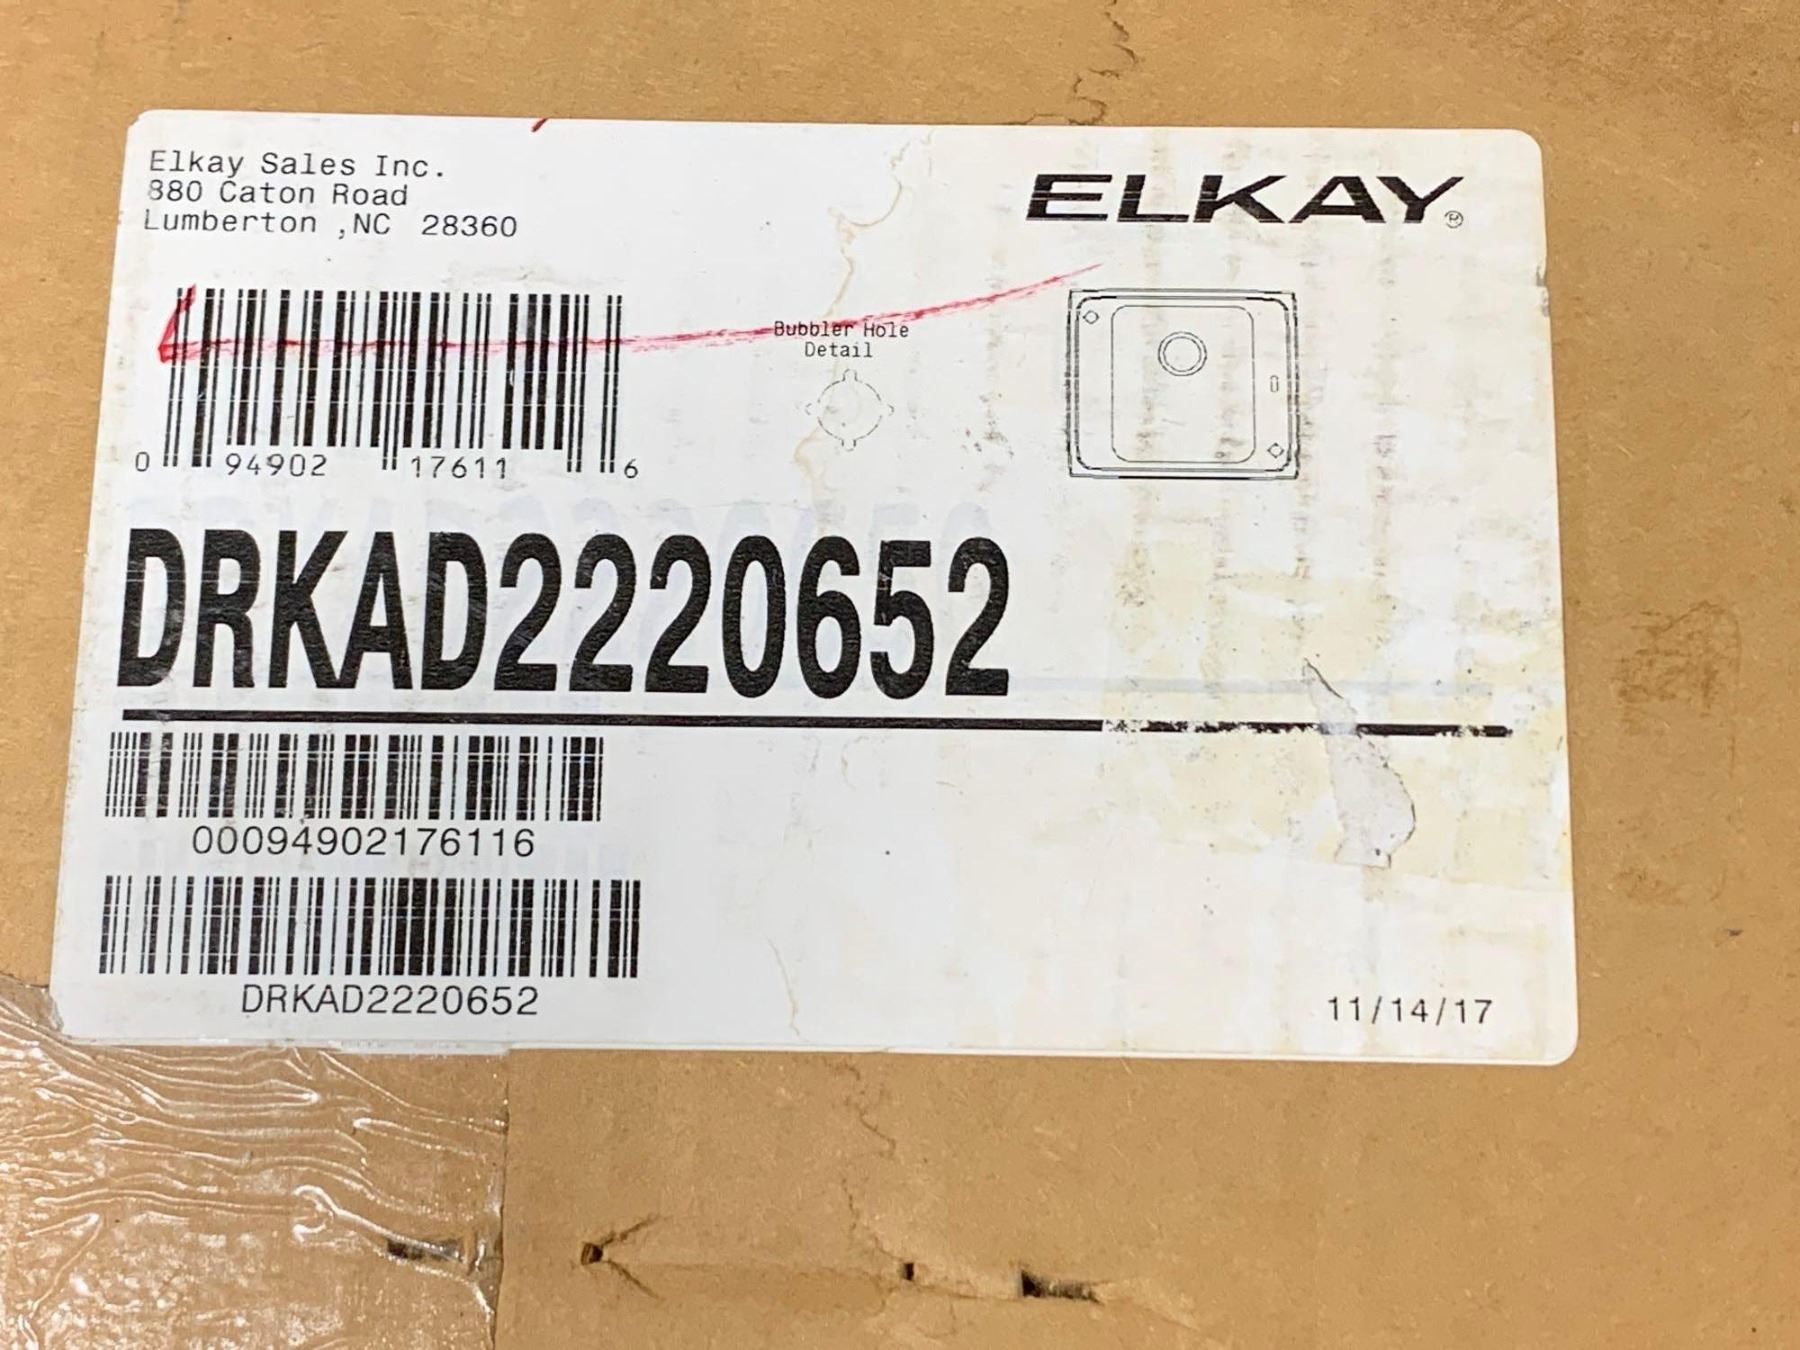 Elkay Sales Inc.
880 Caton Road
Lumberton ,NC 28360
ELKAY®
Bubbler Hole
Detail
0 94902 17611 6
DRKAD2220652
00094902176116
DRKAD2220652
11/14/17